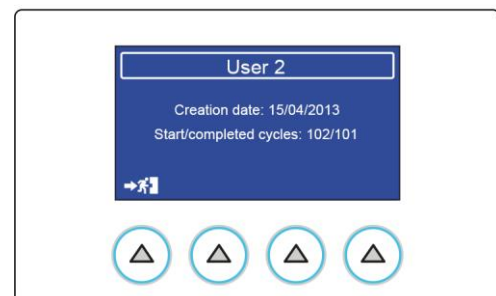 User 2
Creation date: 15/04/2013
Start/completed cycles: 102/101